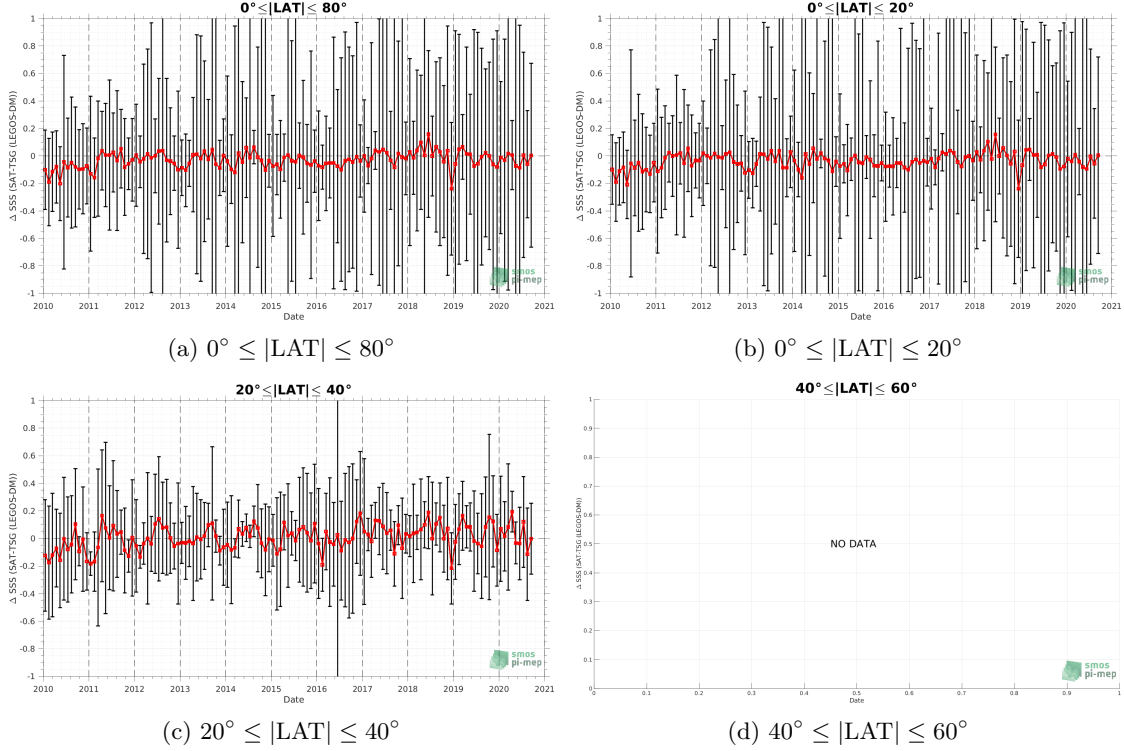 0°≤|LAT|≤ 80°
Δ SSS (SAT-TSG (LEGOS-DM))
1
0.8
0.6
0.4
0.2
0
-0.2
-0.4
-0.6
-0.8
-1
2010 2011 2012 2013 2014 2015 2016 2017 2018 2019 2020 2021
Date
smos
pi-mep
(a) 0° ≤ |LAT| ≤ 80°
0°≤|LAT|≤ 20°
Δ SSS (SAT-TSG (LEGOS-DM))
1
0.8
0.6
0.4
0.2
0
-0.2
-0.4
-0.6
-0.8
-1
2010 2011 2012 2013 2014 2015 2016 2017 2018 2019 2020 2021
Date
smos
pi-mep
(b) 0° ≤ |LAT| ≤ 20°
20°≤|LAT|≤ 40°
Δ SSS (SAT-TSG (LEGOS-DM))
1
0.8
0.6
0.4
0.2
0
-0.2
-0.4
-0.6
-0.8
-1
2010 2011 2012 2013 2014 2015 2016 2017 2018 2019 2020 2021
Date
smos
pi-mep
(c) 20° ≤ |LAT| ≤ 40°
40°≤|LAT|≤ 60°
Δ SSS (SAT-TSG (LEGOS-DM))
1
0.9
0.8
0.7
0.6
0.5
0.4
0.3
0.2
0.1
0
NO DATA
0 0.1 0.2 0.3 0.4 0.5 0.6 0.7 0.8 0.9 1
Date
smos
pi-mep
(d) 40° ≤ |LAT| ≤ 60°